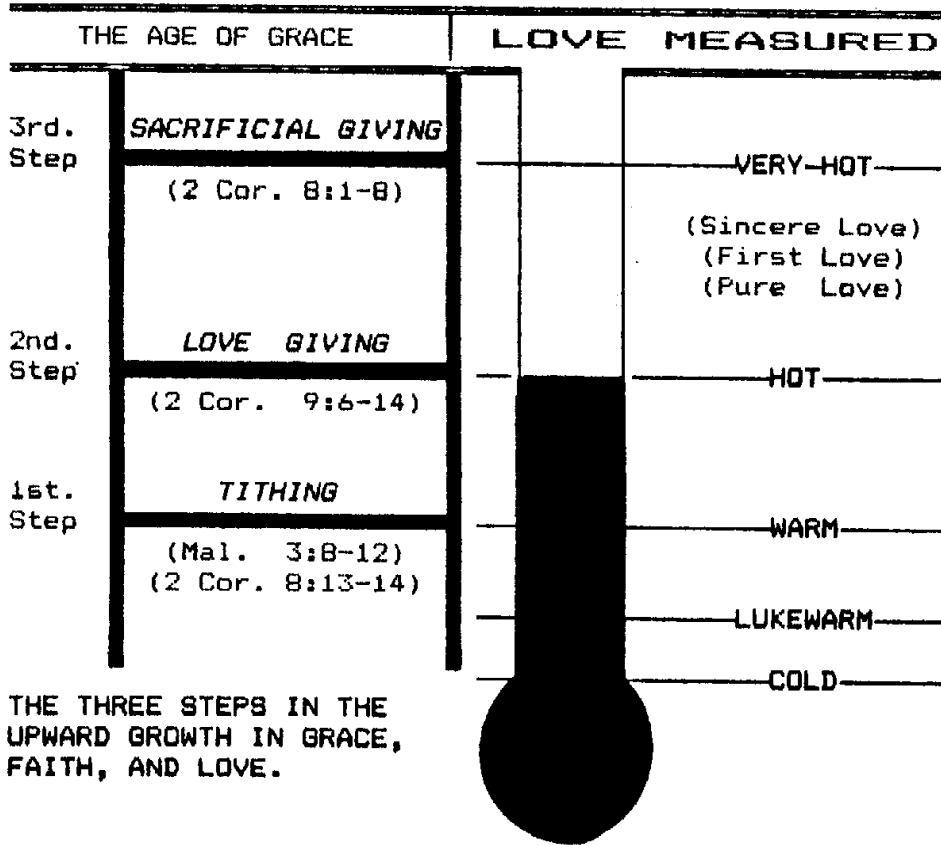 THE AGE OF GRACE
LOVE MEASURED
3rd.
Step
SACRIFICIAL GIVING
(2 Cor. 8:1-8)
VERY HOT
(Sincere Love)
(First Love)
(Pure Love)
2nd.
Step
LOVE GIVING
(2 Cor. 9:6-14)
HOT
1st.
Step
TITHING
(Mal. 3:8-12)
(2 Cor. 8:13-14)
WARM
LUKEWARM
COLD
THE THREE STEPS IN THE
UPWARD GROWTH IN GRACE,
FAITH, AND LOVE.